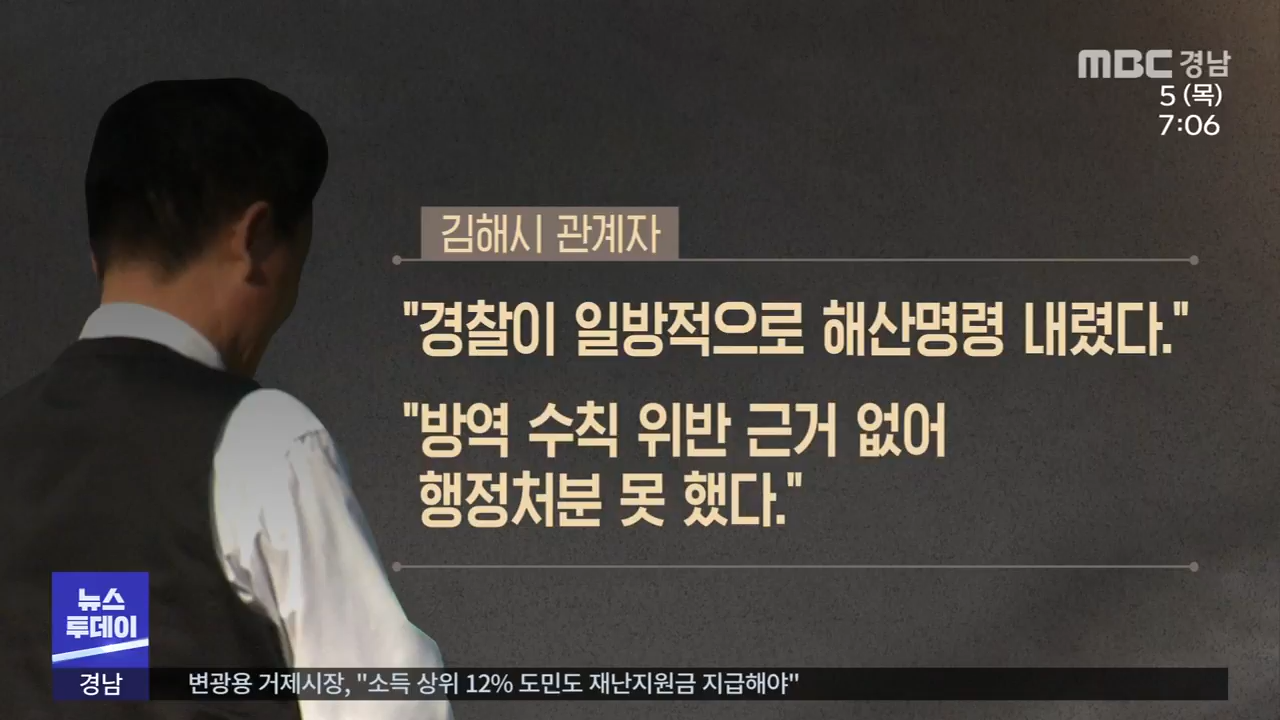 MBC 경남
5 (목)
7:06
김해시 관계자
"경찰이 일방적으로 해산명령 내렸다."
"방역 수칙 위반 근거 없어
행정처분 못 했다."
뉴스
투데이
경남
변광용 거제시장, "소득 상위 12% 도민도 재난지원금 지급해야"